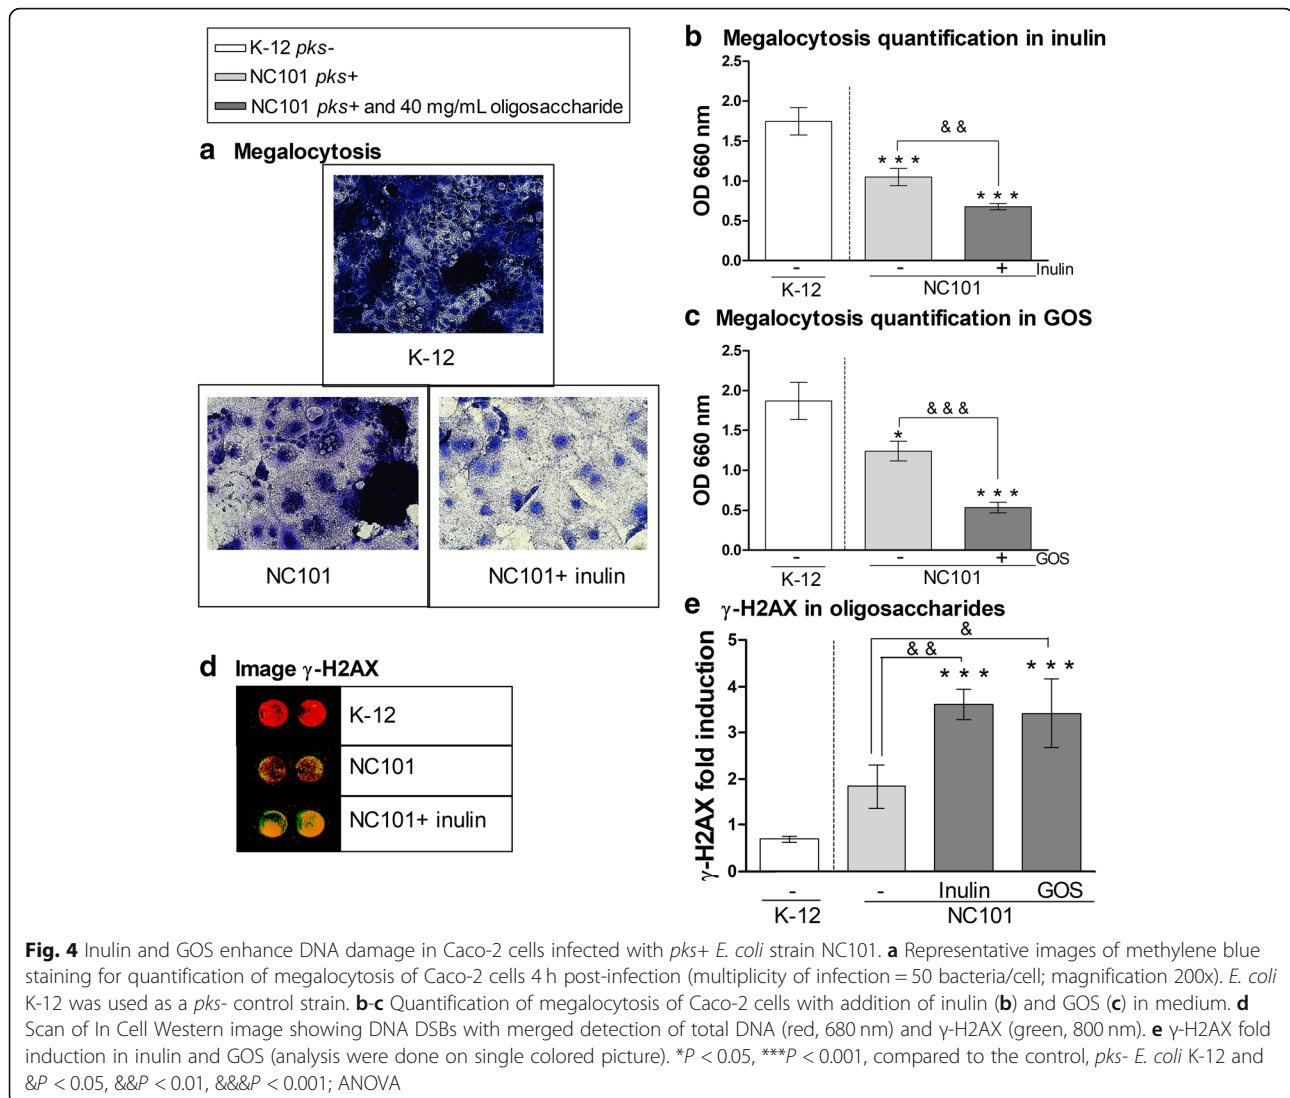 K-12 pks-
NC101 pks+
NC101 pks+ and 40 mg/mL oligosaccharide
a Megalocytosis
K-12
NC101
NC101+ inulin
b Megalocytosis quantification in inulin
OD 660 nm
2.5
2.0
1.5
1.0
0.5
0.0
& &
* * *
* * *
- - + Inulin
K-12 NC101
c Megalocytosis quantification in GOS
OD 660 nm
2.5
2.0
1.5
1.0
0.5
0.0
& & &
*
* * *
- - + GOS
K-12 NC101
d Image γ-H2AX
K-12
NC101
NC101+ inulin
e γ-H2AX in oligosaccharides
γ-H2AX fold induction
5
4
3
2
1
0
&
& &
* * *
* * *
- - Inulin GOS
K-12 NC101
Fig. 4 Inulin and GOS enhance DNA damage in Caco-2 cells infected with pks+ E. coli strain NC101. a Representative images of methylene blue
staining for quantification of megalocytosis of Caco-2 cells 4 h post-infection (multiplicity of infection = 50 bacteria/cell; magnification 200x). E. coli
K-12 was used as a pks- control strain. b-c Quantification of megalocytosis of Caco-2 cells with addition of inulin (b) and GOS (c) in medium. d
Scan of In Cell Western image showing DNA DSBs with merged detection of total DNA (red, 680 nm) and γ-H2AX (green, 800 nm). e γ-H2AX fold
induction in inulin and GOS (analysis were done on single colored picture). *P < 0.05, ***P < 0.001, compared to the control, pks- E. coli K-12 and
&P < 0.05, &&P < 0.01, &&&P < 0.001; ANOVA